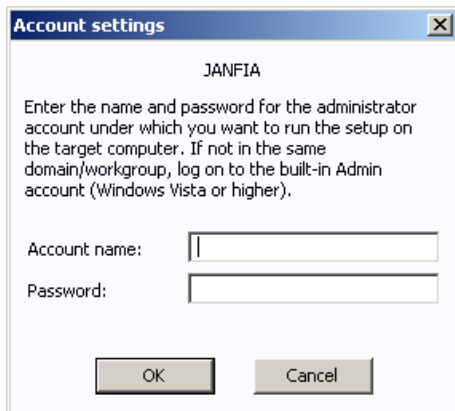 Account settings
JANFIA
Enter the name and password for the administrator
account under which you want to run the setup on
the target computer. If not in the same
domain/workgroup, log on to the built-in Admin
account (Windows Vista or higher).
Account name:
Password:
OK
Cancel